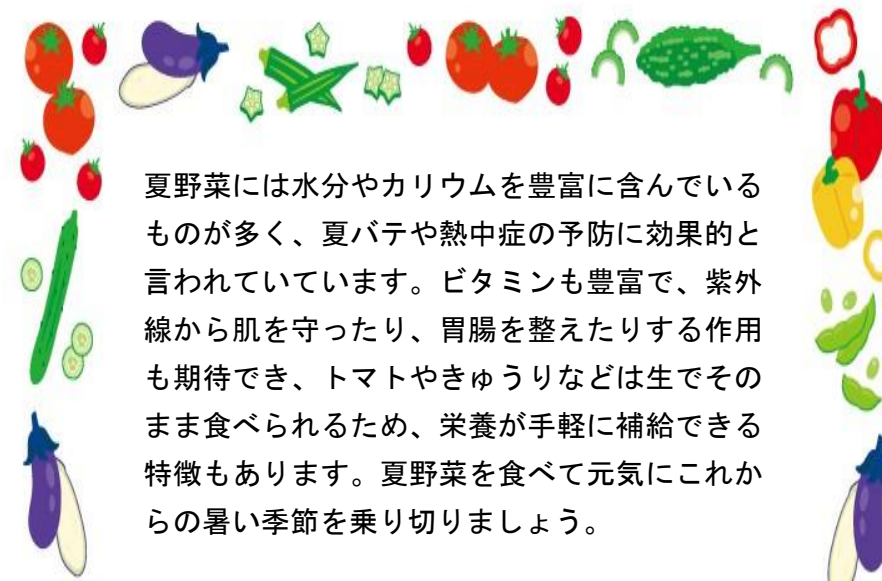 夏野菜には水分やカリウムを豊富に含んでいる
ものが多く、夏バテや熱中症の予防に効果的と
言われていています。ビタミンも豊富で、紫外
線から肌を守ったり、胃腸を整えたりする作用
も期待でき、トマトやきゅうりなどは生でその
まま食べられるため、栄養が手軽に補給できる
特徴もあります。夏野菜を食べて元気にこれか
らの暑い季節を乗り切りましょう。